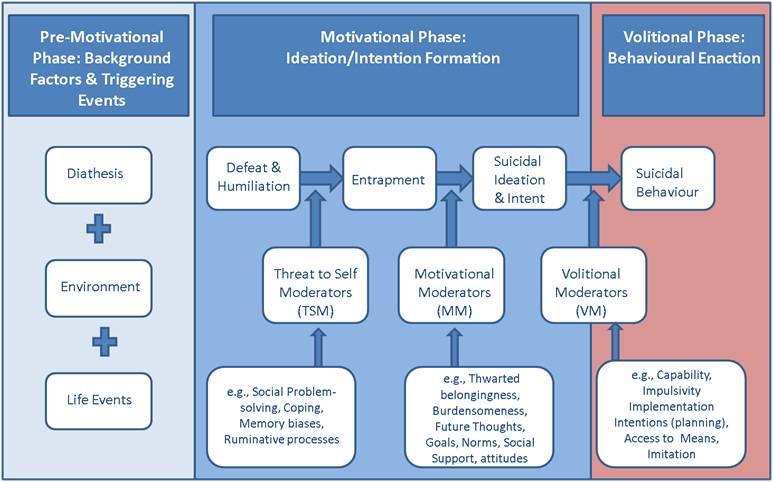 Pre-Motivational
Phase: Background
Factors & Triggering
Events
Motivational Phase:
Ideation/Intention Formation
Volitional Phase:
Behavioural Enaction
Diathesis
Environment
Life Events
Defeat &
Humiliation
Entrapment
Suicidal
Ideation
& Intent
Suicidal
Behaviour
Threat to Self
Moderators
(TSM)
Motivational
Moderators
(MM)
Volitional
Moderators
(VM)
e.g., Social Problem-
solving, Coping,
Memory biases,
Ruminative processes
e.g., Thwarted
belongingness,
Burdensomeness,
Future Thoughts,
Goals, Norms, Social
Support, attitudes
e.g., Capability,
Impulsivity
Implementation
Intentions (planning),
Access to Means,
Imitation